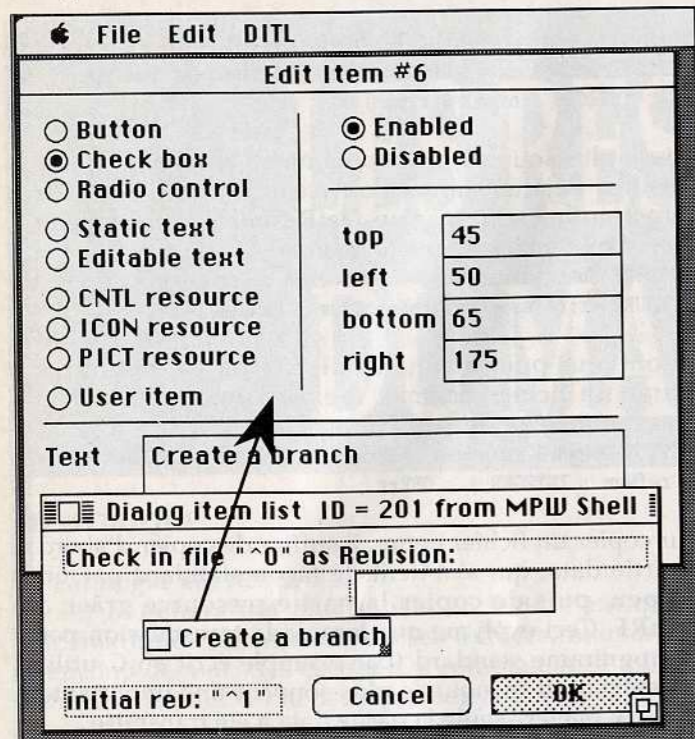 File Edit DITL
Edit Item #6
Button
Check box
Radio control
Static text
Editable text
CNTL resource
ICON resource
PICT resource
User item
Enabled
Disabled
top 45
left 50
bottom 65
right 175
Text Create a branch
Dialog item list ID = 201 from MPW Shell
Check in file "^0" as Revision:
Create a branch
initial rev: "^1" Cancel OK